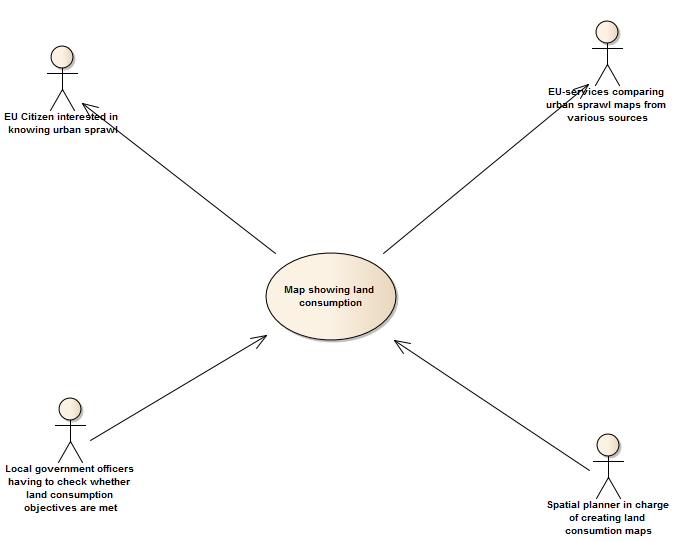 EU Citizen interested in
knowing urban sprawl
EU-services comparing
urban sprawl maps from
various sources
Map showing land
consumption
Local government officers
having to check whether
land consumption
objectives are met
Spatial planner in charge
of creating land
consumtion maps